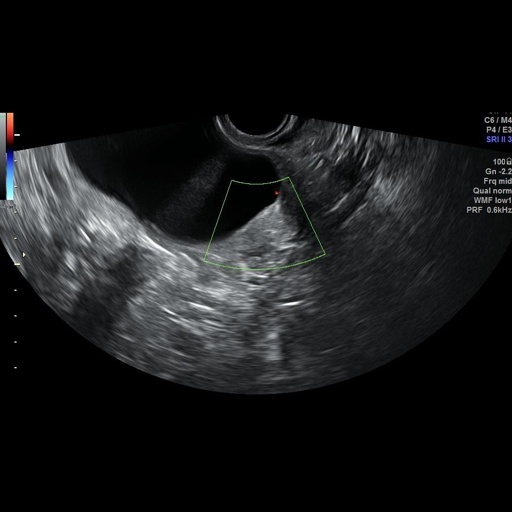 C6 / M4
P4 / E3
SRI II 3
100
Gn -2.2
Frq mid
Qual norm
WMF low1
PRF 0.6kHz